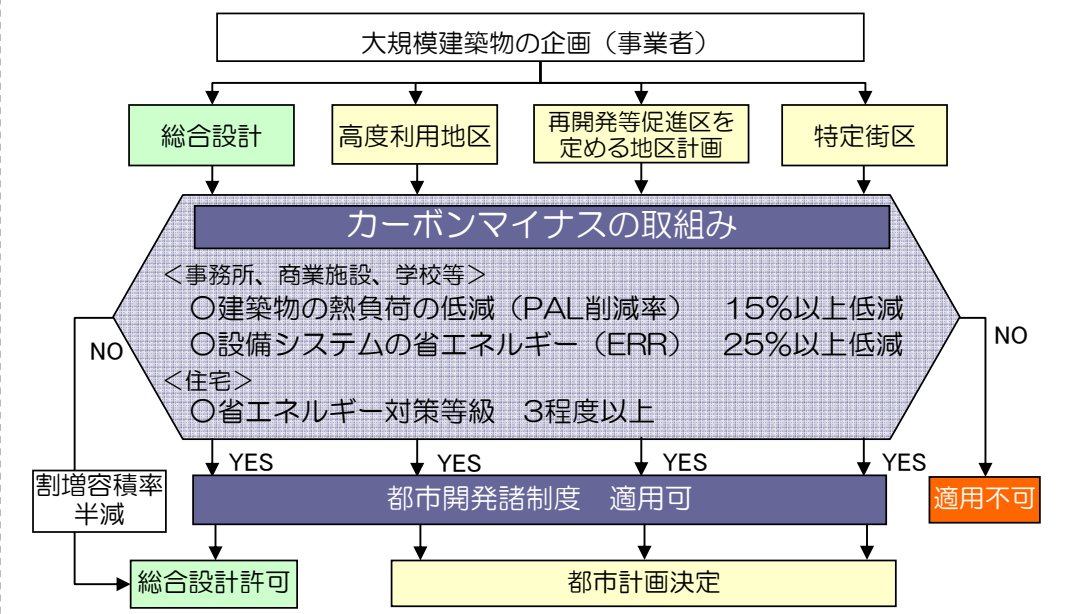 大規模建築物の企画（事業者）
総合設計
高度利用地区
再開発等促進区を
定める地区計画
特定街区
カーボンマイナスの取組み
＜事務所、商業施設、学校等＞
○建築物の熱負荷の低減（PAL削減率）　15%以上低減
○設備システムの省エネルギー（ERR）　25%以上低減
＜住宅＞
○省エネルギー対策等級　3程度以上
NO
NO
YES
YES
YES
YES
割増容積率
半減
都市開発諸制度　適用可
適用不可
総合設計許可
都市計画決定